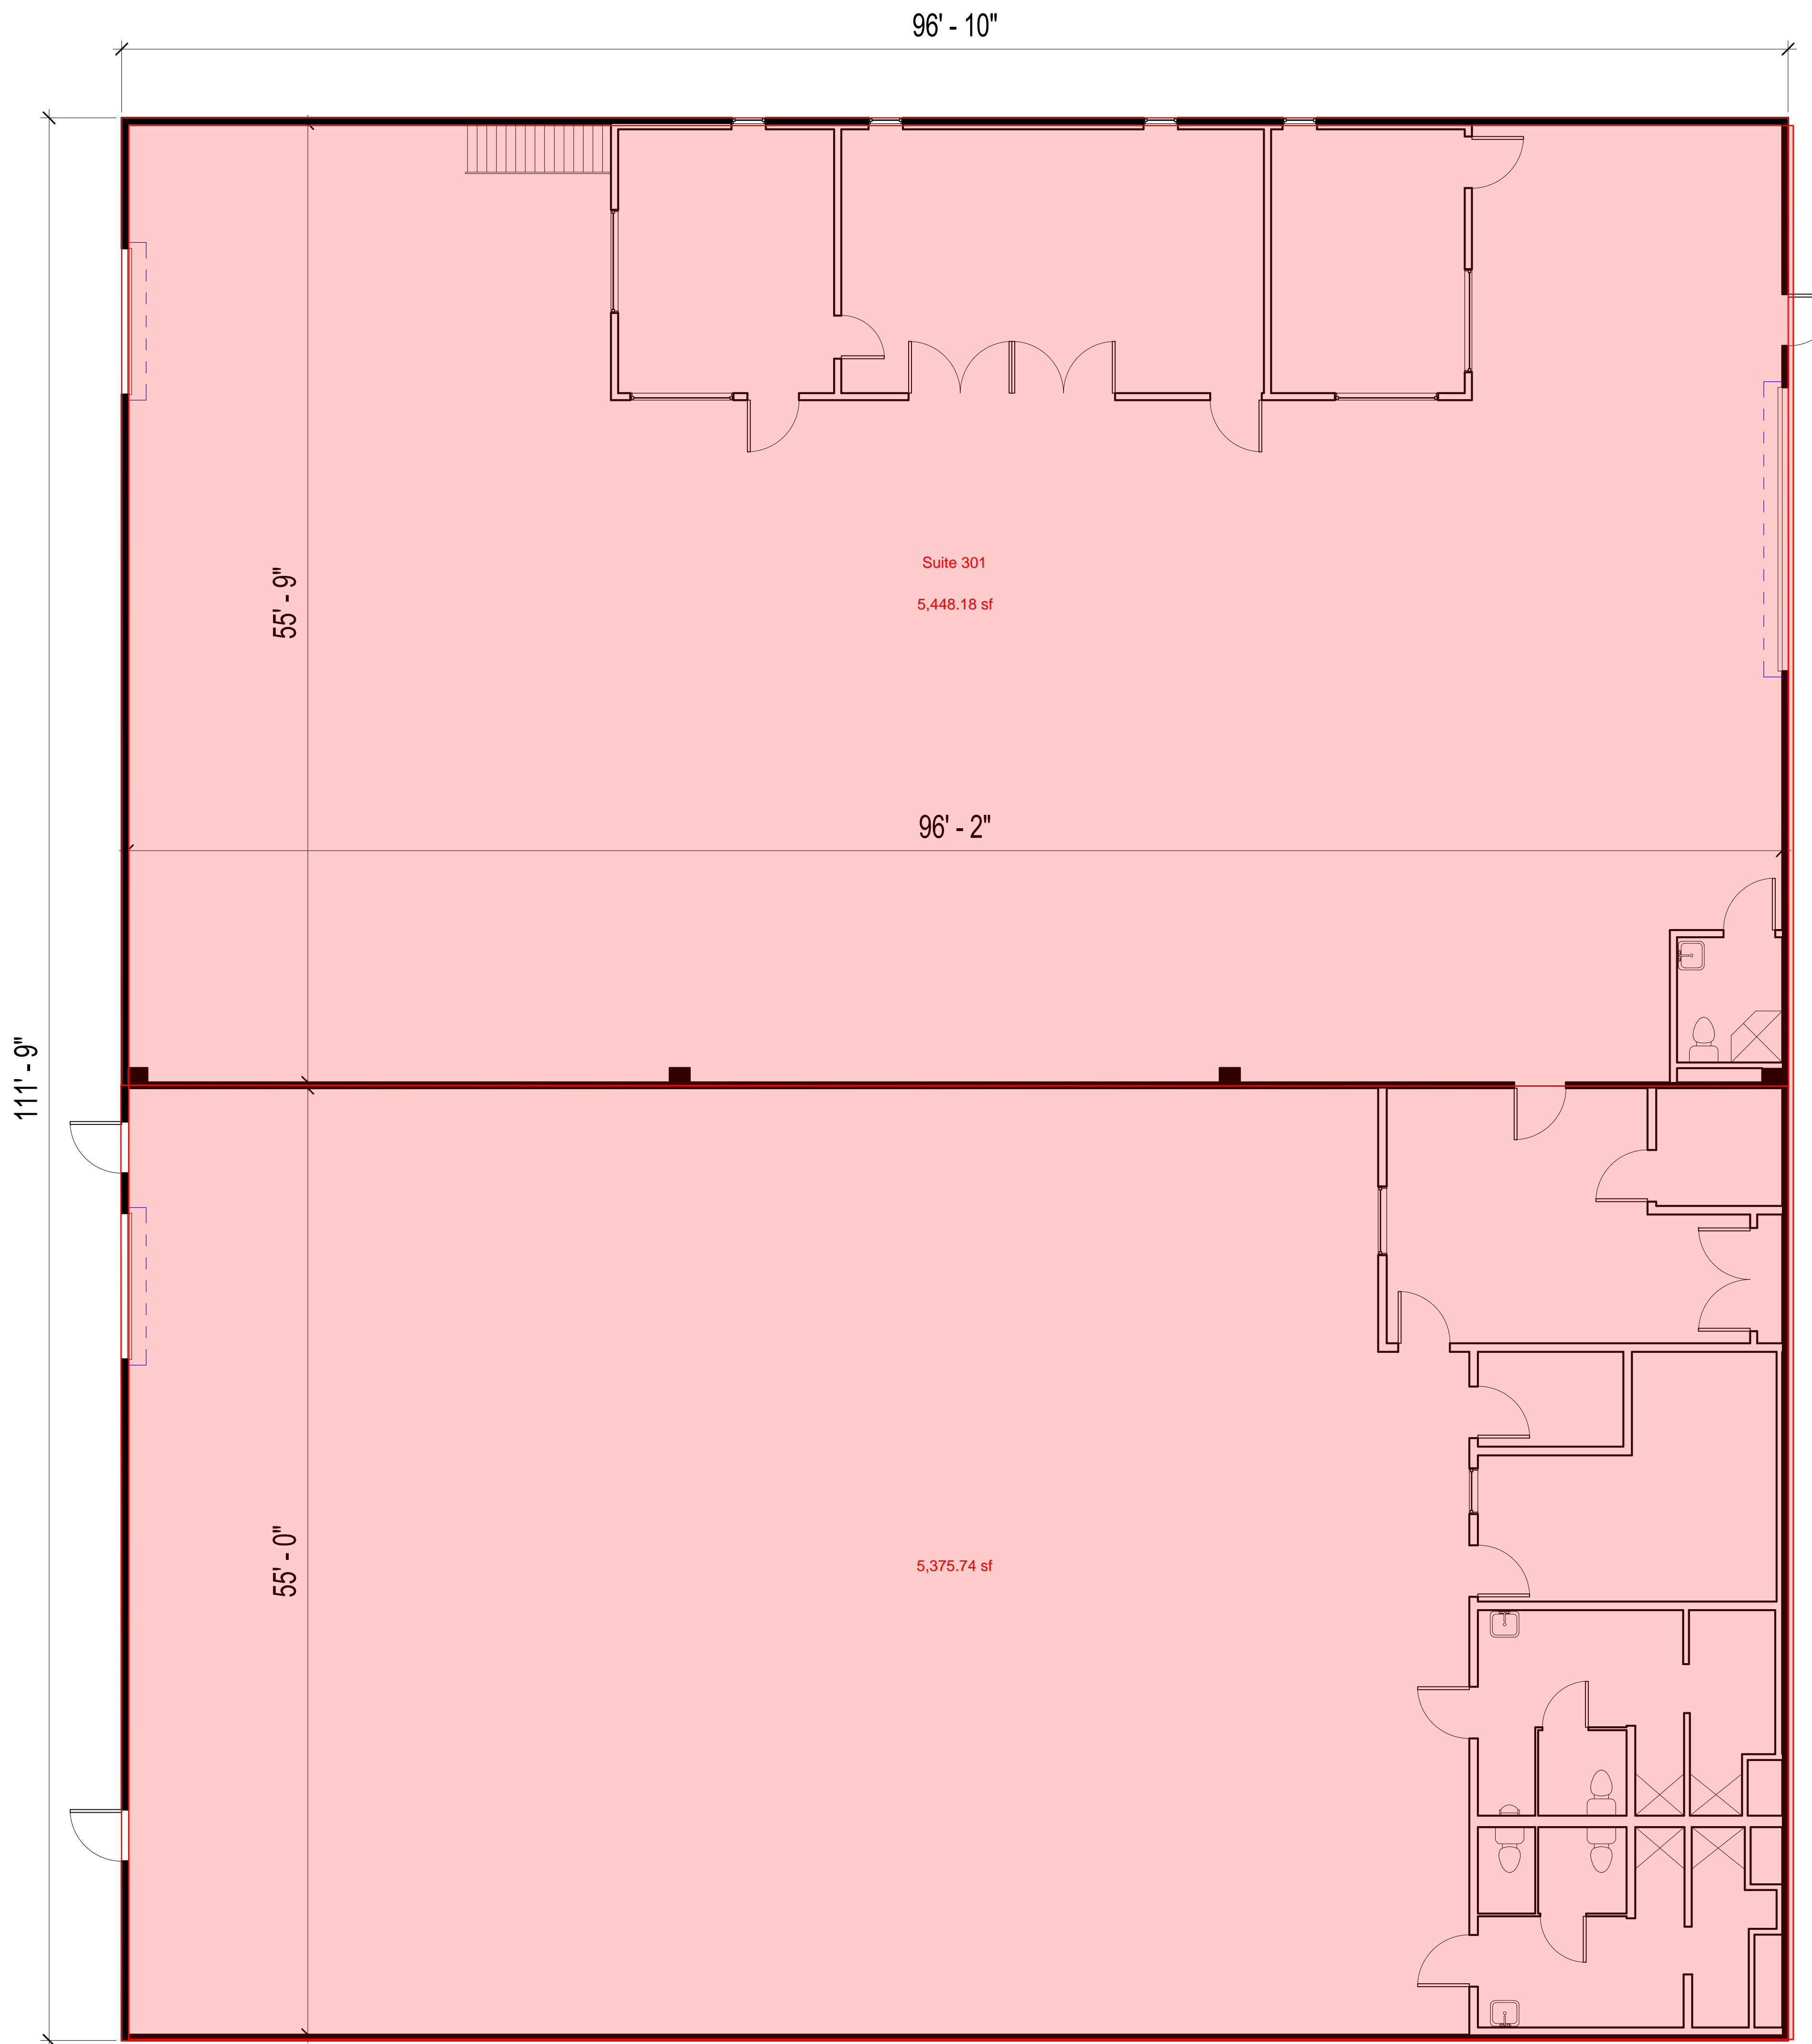 96' - 10"
Suite 301
55' - 9"
5,448.18 sf
96' - 2"
111' - 9"
55' - 0"
5,375.74 sf